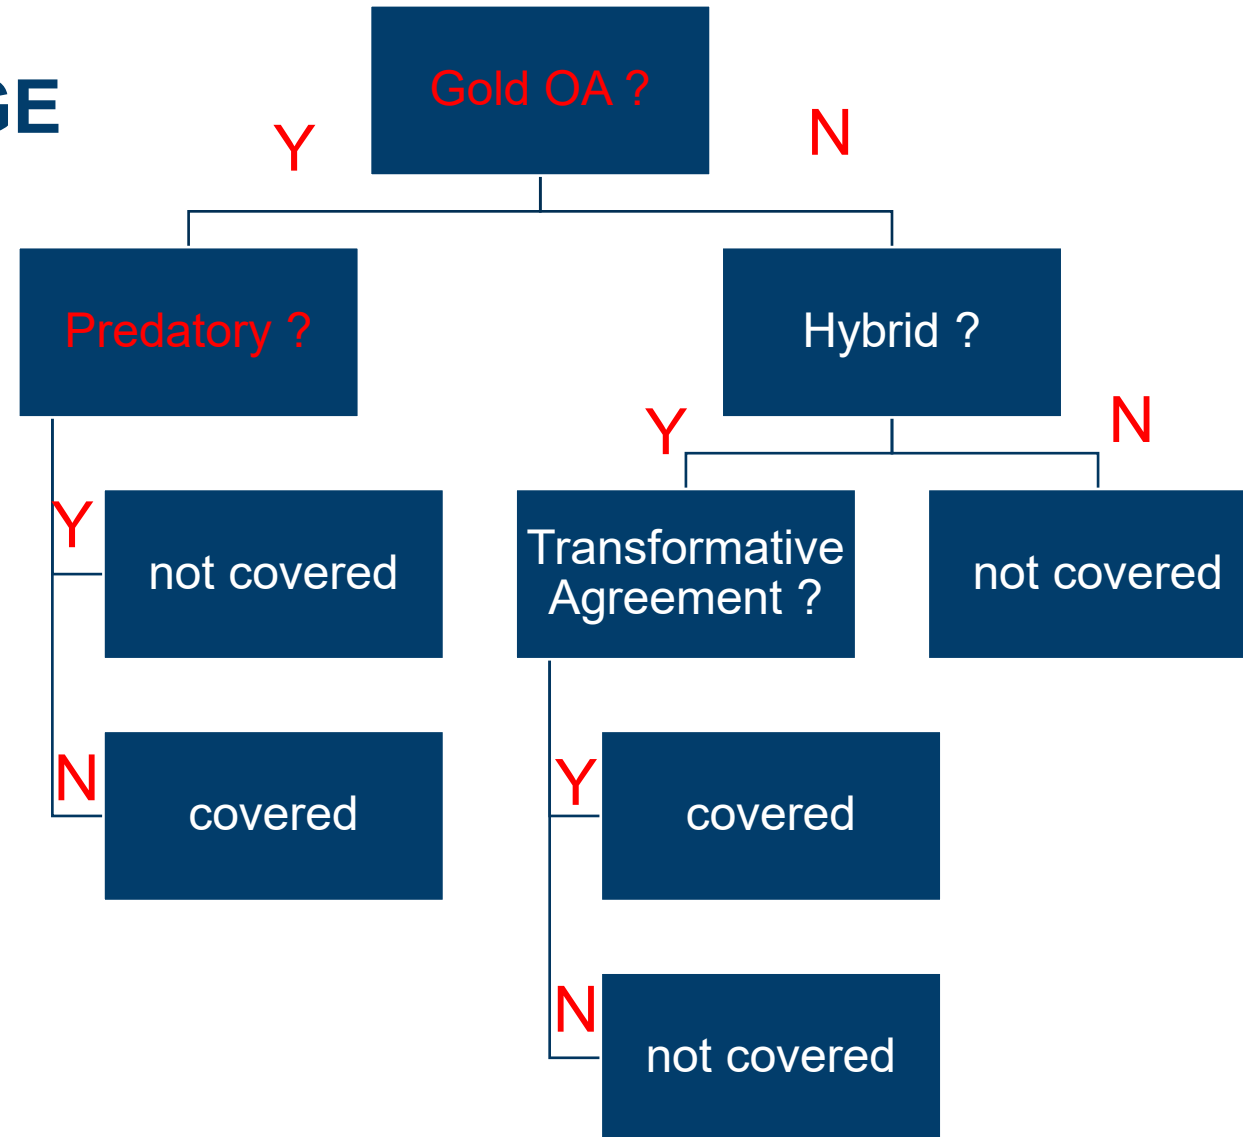 GE
Gold OA ?
Y
N
Predatory ?
Hybrid ?
Y
N
Y
not covered
Transformative
Agreement ?
not covered
N
covered
Y
covered
N
not covered